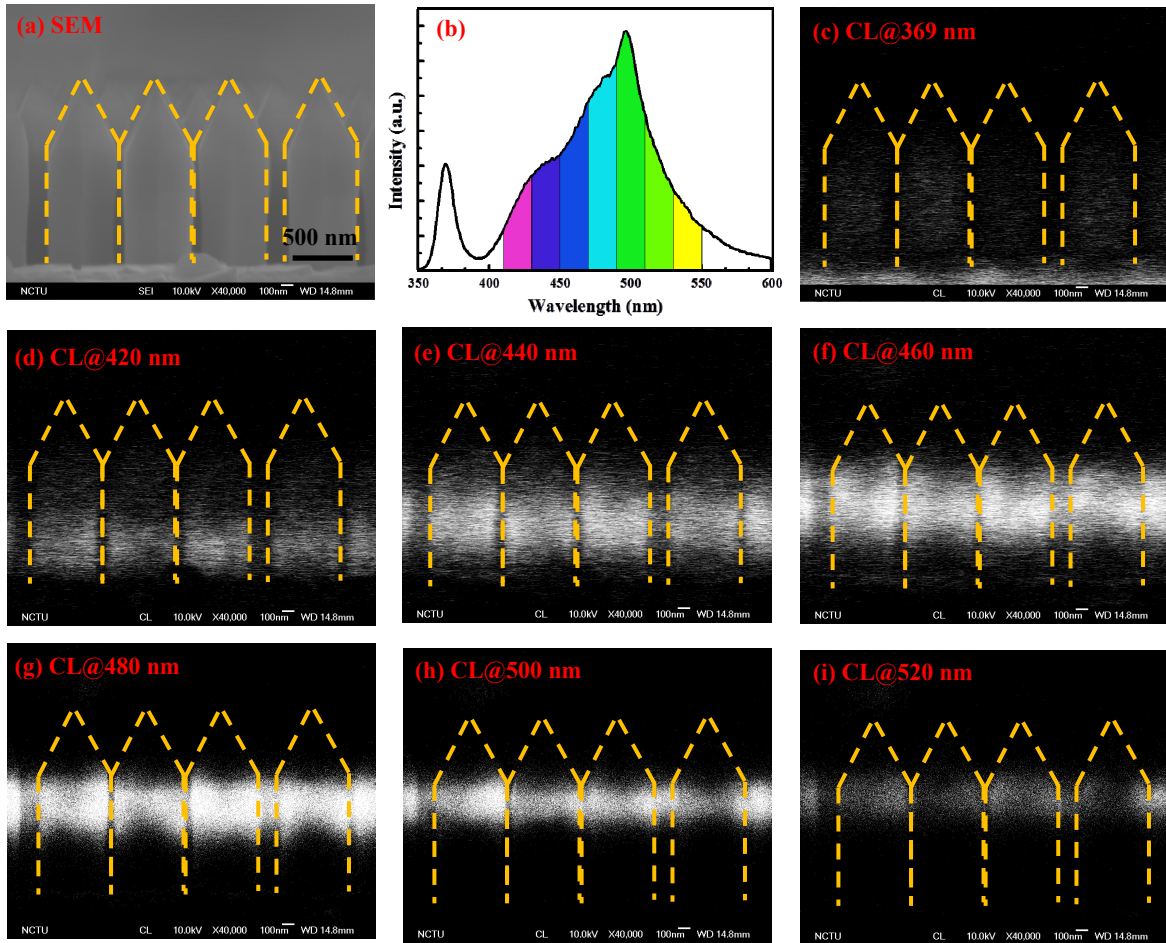 (a) SEM
500 nm
NCTU SEI 10.0kV X40,000 100nm WD 14.8mm
(b)
Intensity (a.u.)
350 400 450 500 550 600
Wavelength (nm)
(c) CL@369 nm
NCTU CL 10.0kV X40,000 100nm WD 14.8mm
(d) CL@420 nm
NCTU CL 10.0kV X40,000 100nm WD 14.8mm
(e) CL@440 nm
NCTU CL 10.0kV X40,000 100nm WD 14.8mm
(f) CL@460 nm
NCTU CL 10.0kV X40,000 100nm WD 14.8mm
(g) CL@480 nm
NCTU CL 10.0kV X40,000 100nm WD 14.8mm
(h) CL@500 nm
NCTU CL 10.0kV X40,000 100nm WD 14.8mm
(i) CL@520 nm
NCTU CL 10.0kV X40,000 100nm WD 14.8mm